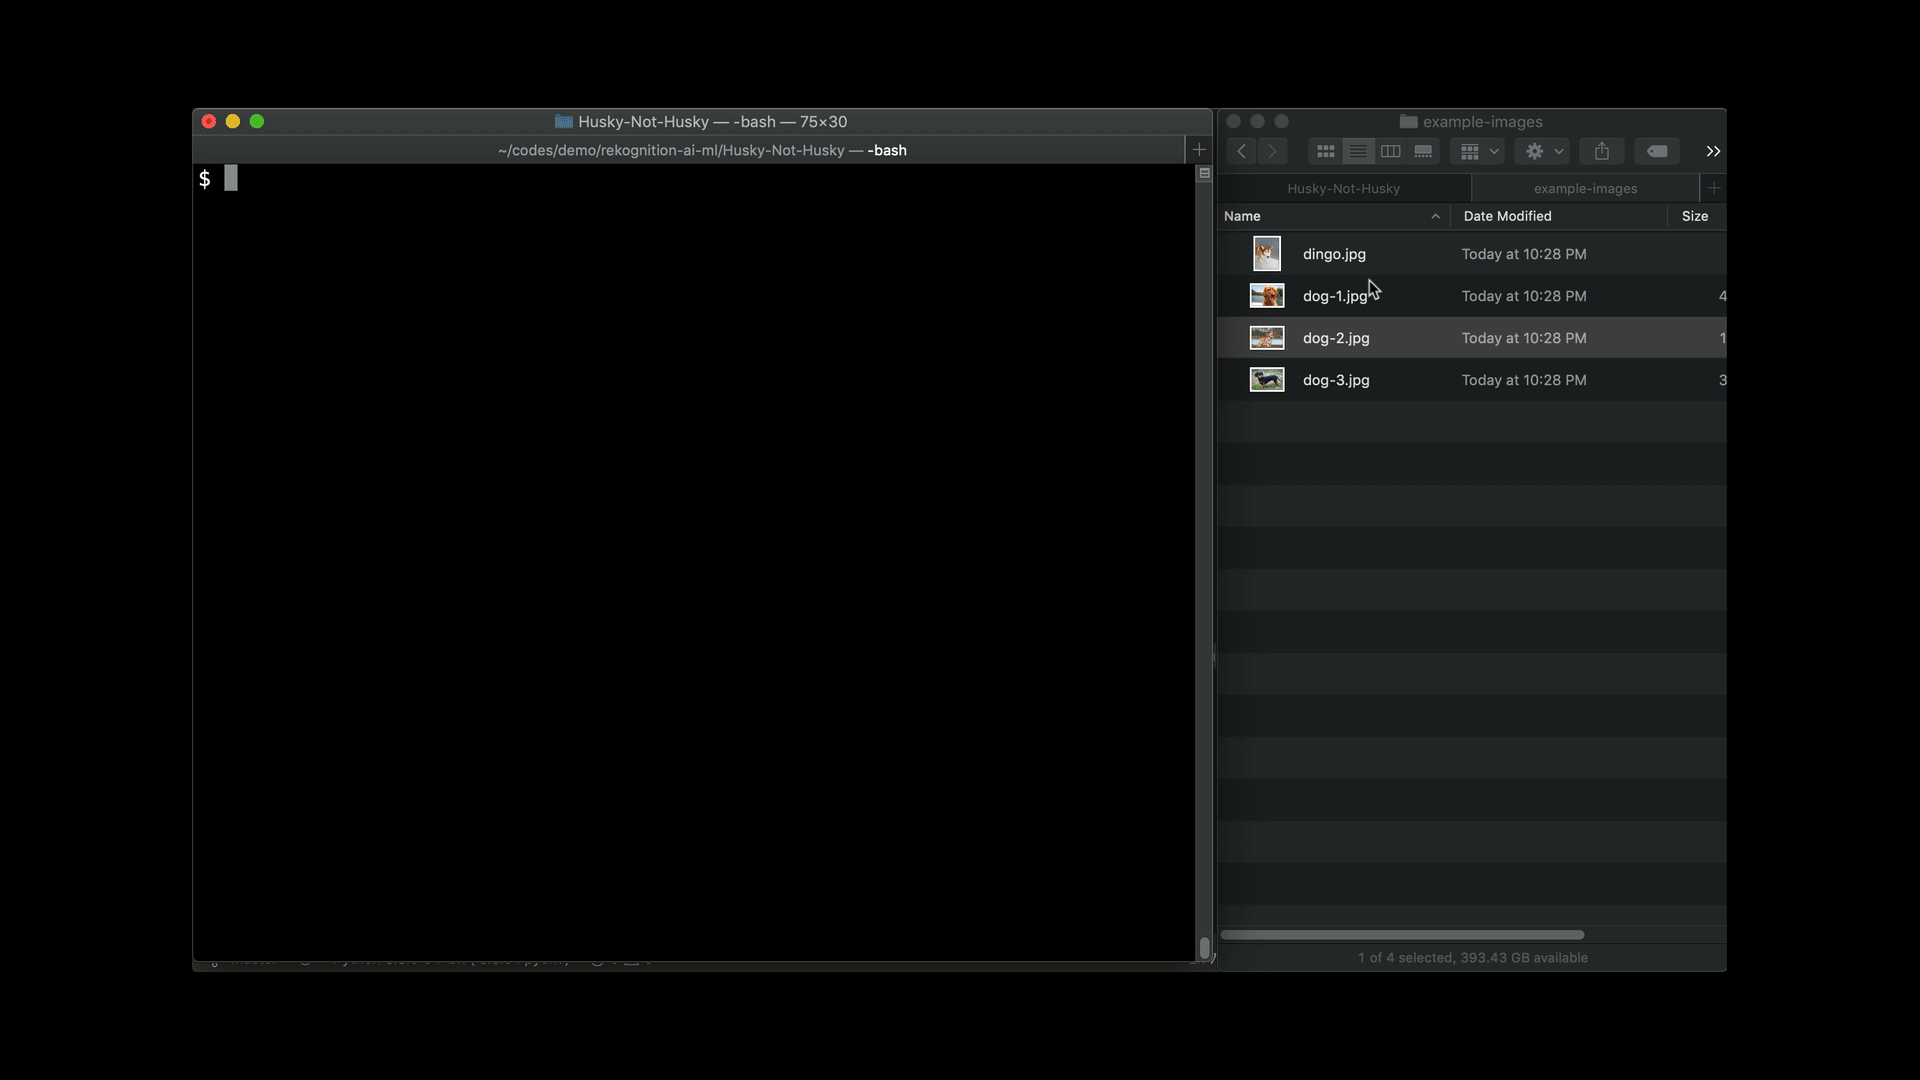 Husky-Not-Husky — -bash — 75×30
~/codes/demo/rekognition-ai-ml/Husky-Not-Husky — -bash
$
example-images
Husky-Not-Husky
example-images
Name Date Modified Size
dingo.jpg Today at 10:28 PM
dog-1.jpg Today at 10:28 PM 4
dog-2.jpg Today at 10:28 PM 1
dog-3.jpg Today at 10:28 PM 3
1 of 4 selected, 393.43 GB available